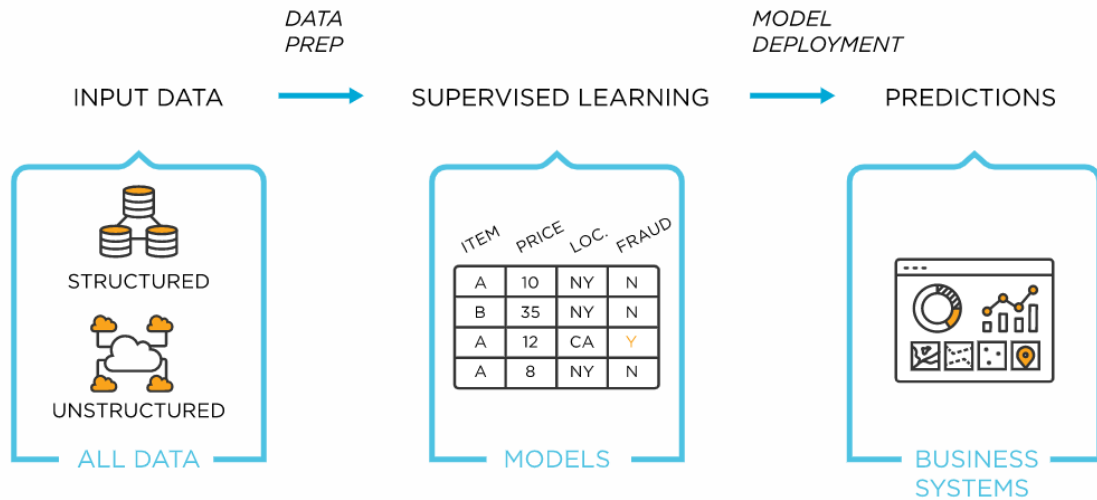 DATA
PREP
MODEL
DEPLOYMENT
INPUT DATA
SUPERVISED LEARNING
PREDICTIONS
STRUCTURED
UNSTRUCTURED
ALL DATA
ITEM PRICE LOC. FRAUD
A 10 NY N
B 35 NY N
A 12 CA Y
A 8 NY N
MODELS
BUSINESS
SYSTEMS